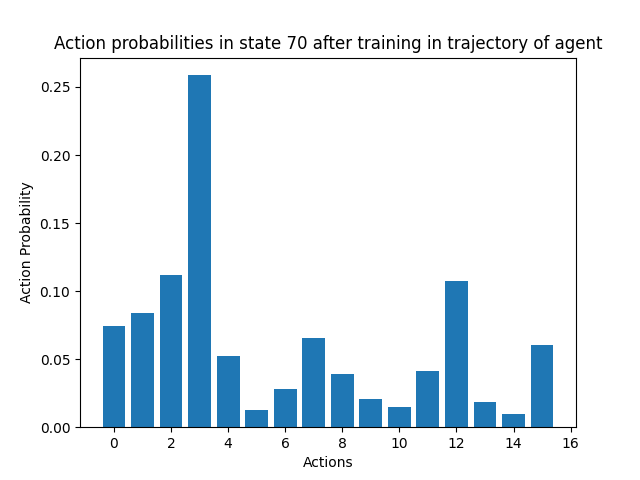 Action probabilities in state 70 after training in trajectory of agent
0.25
0.20
0.15
0.10
0.05
0.00
Action Probability
0 2 4 6 8 10 12 14 16
Actions